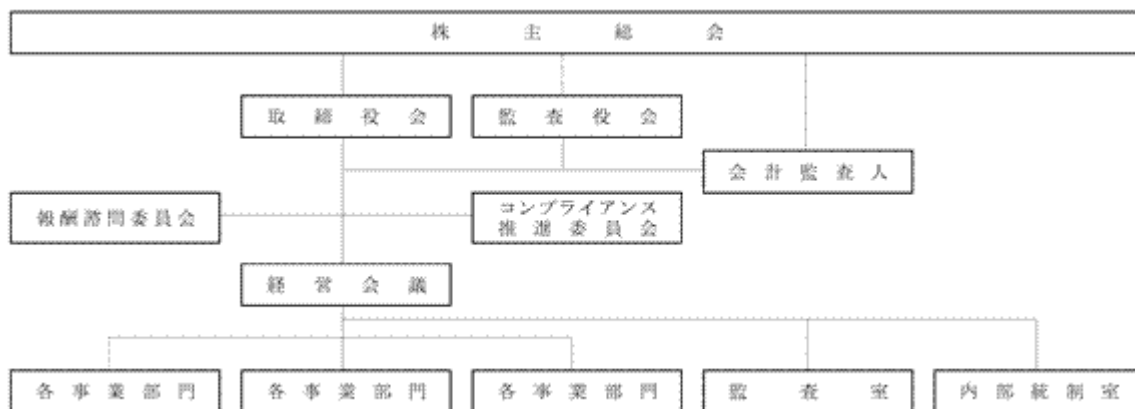 株主総会
取締役会
監査役会
会計監査人
報酬諮問委員会
コンプライアンス
推進委員会
経営会議
各事業部門
各事業部門
各事業部門
監査室
内部統制室